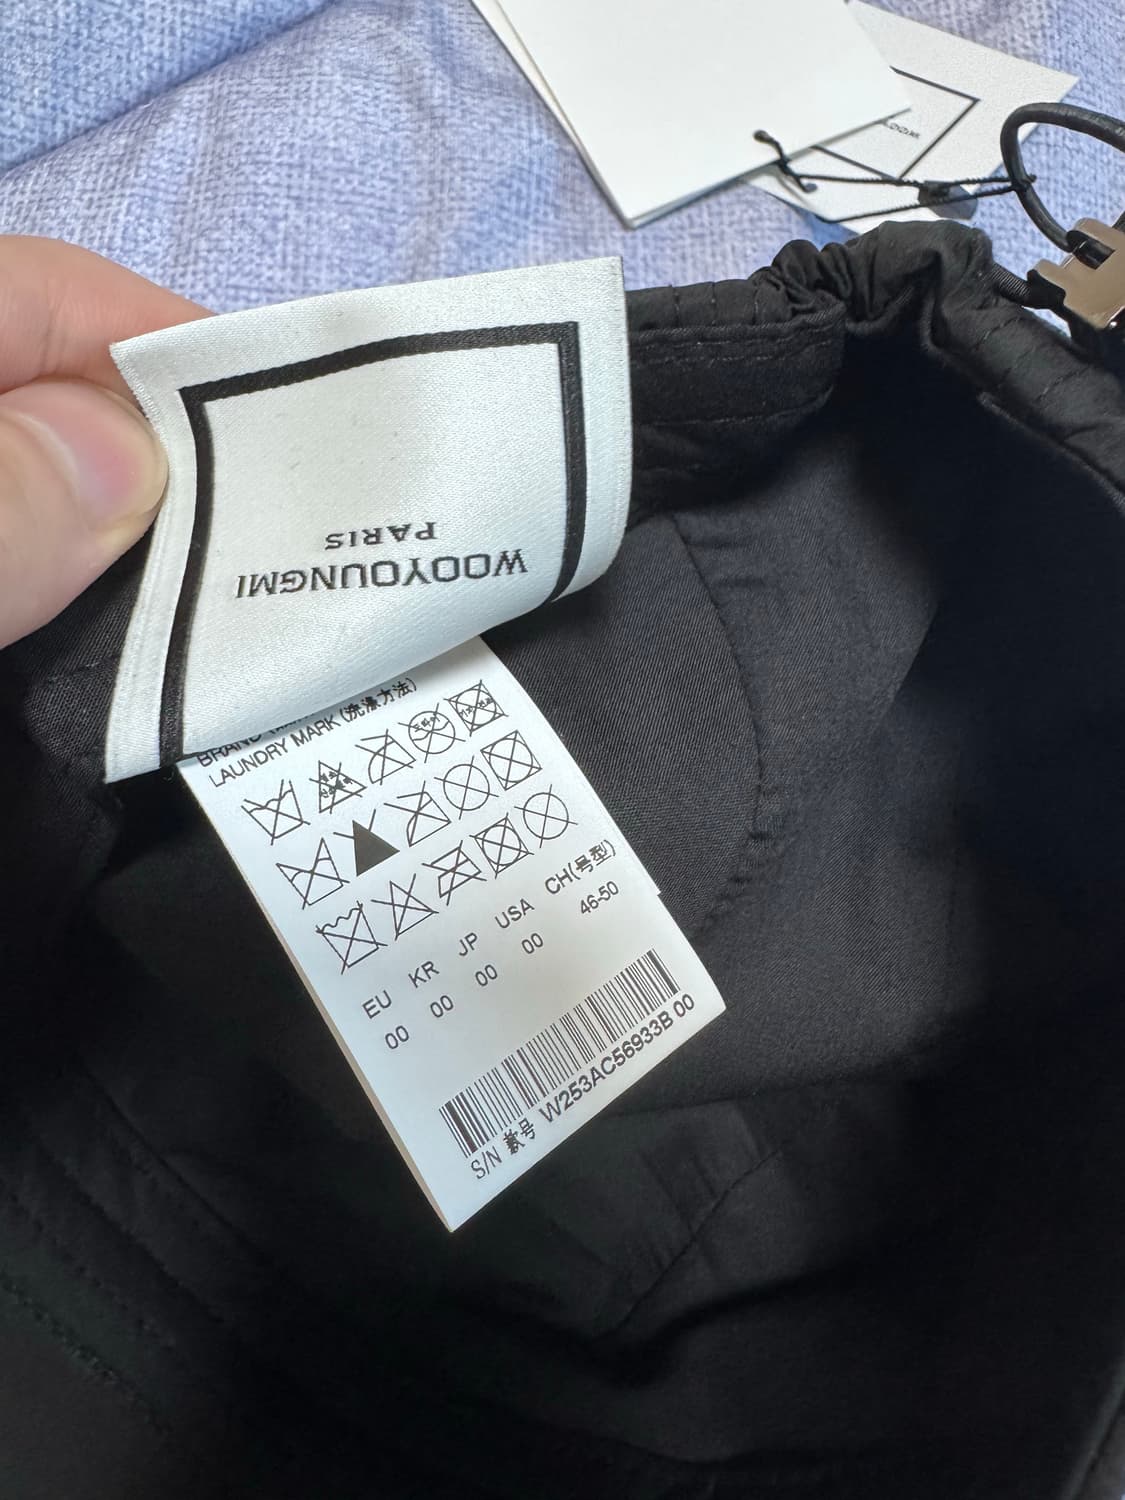 WOOYOUNGMI
PARIS
LAUNDRY MARK (洗滌方法)
EU KR JP USA CH(号型)
00 00 00 00 46-50
S/N 款号 W253AC56933B 00